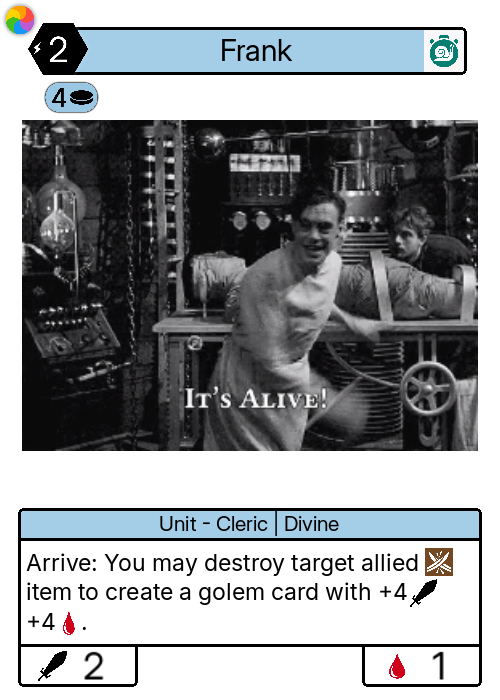 2
Frank
4
It's Alive!
Unit - Cleric | Divine
Arrive: You may destroy target allied
item to create a golem card with +4
+4 .
2
1